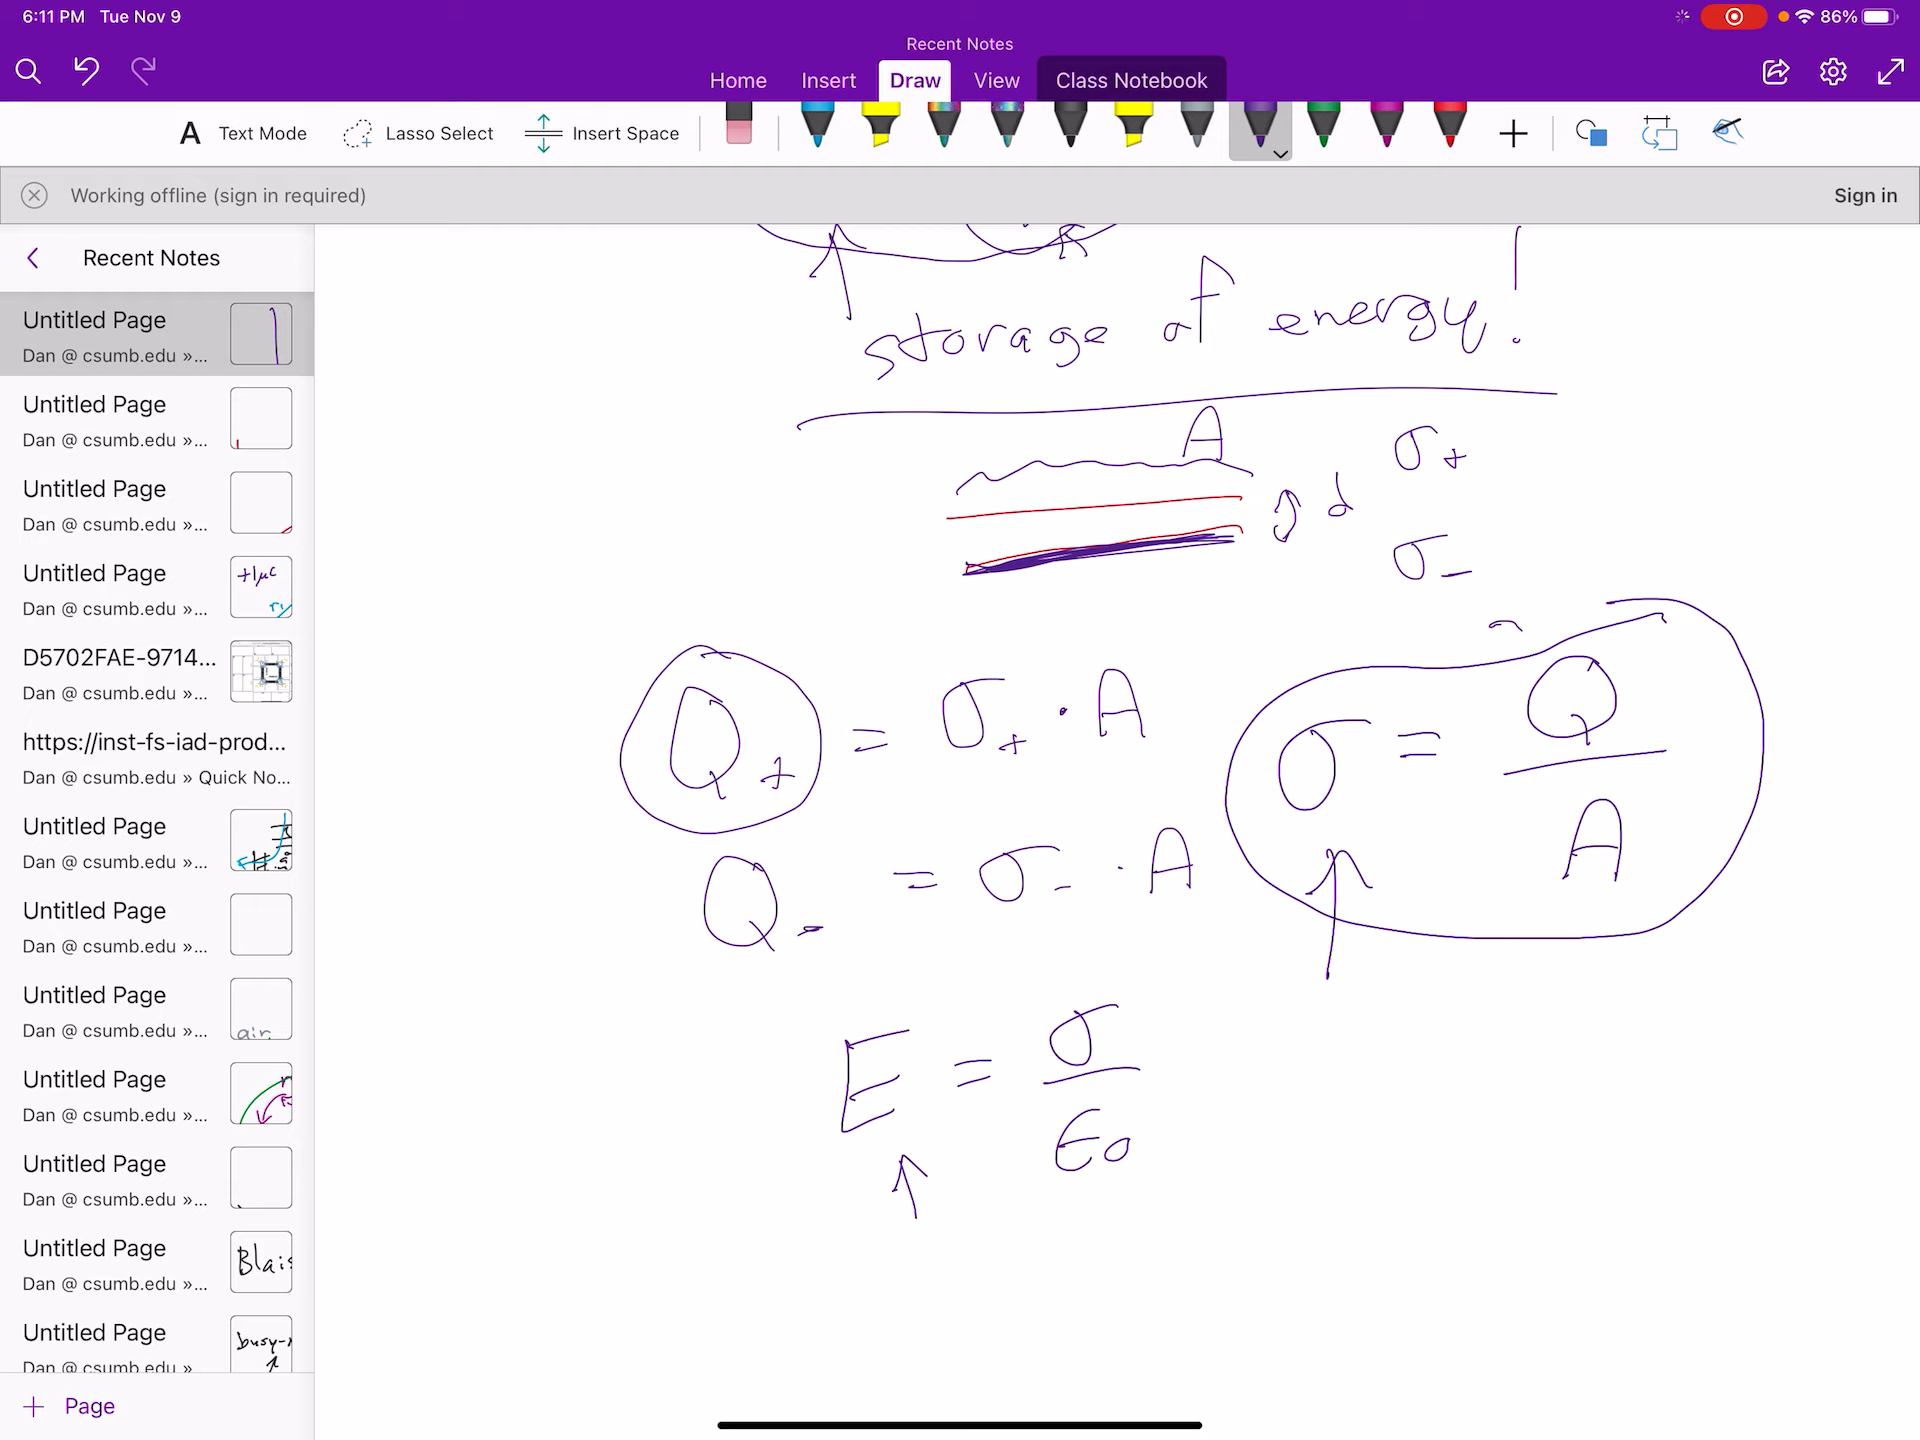 6:11 PM Tue Nov 9
86%
Recent Notes
Home Insert Draw View Class Notebook
A Text Mode Lasso Select Insert Space
Working offline (sign in required) Sign in
Recent Notes
Untitled Page
Dan @ csumb.edu »...
Untitled Page
Dan @ csumb.edu »...
Untitled Page
Dan @ csumb.edu »...
Untitled Page
Dan @ csumb.edu »...
+1μC
D5702FAE-9714...
Dan @ csumb.edu »...
https://inst-fs-iad-prod...
Dan @ csumb.edu » Quick No...
Untitled Page
Dan @ csumb.edu »...
Untitled Page
Dan @ csumb.edu »...
Untitled Page
Dan @ csumb.edu »...
air
Untitled Page
Dan @ csumb.edu »...
Untitled Page
Dan @ csumb.edu »...
Untitled Page
Dan @ csumb.edu »...
Blais
Untitled Page
Dan @ csumb.edu »
busy-
+ Page
storage of energy!
A
d
σ+
σ-
Q+ = σ+ · A
σ = Q / A
Q- = σ- · A
E = σ / ε0